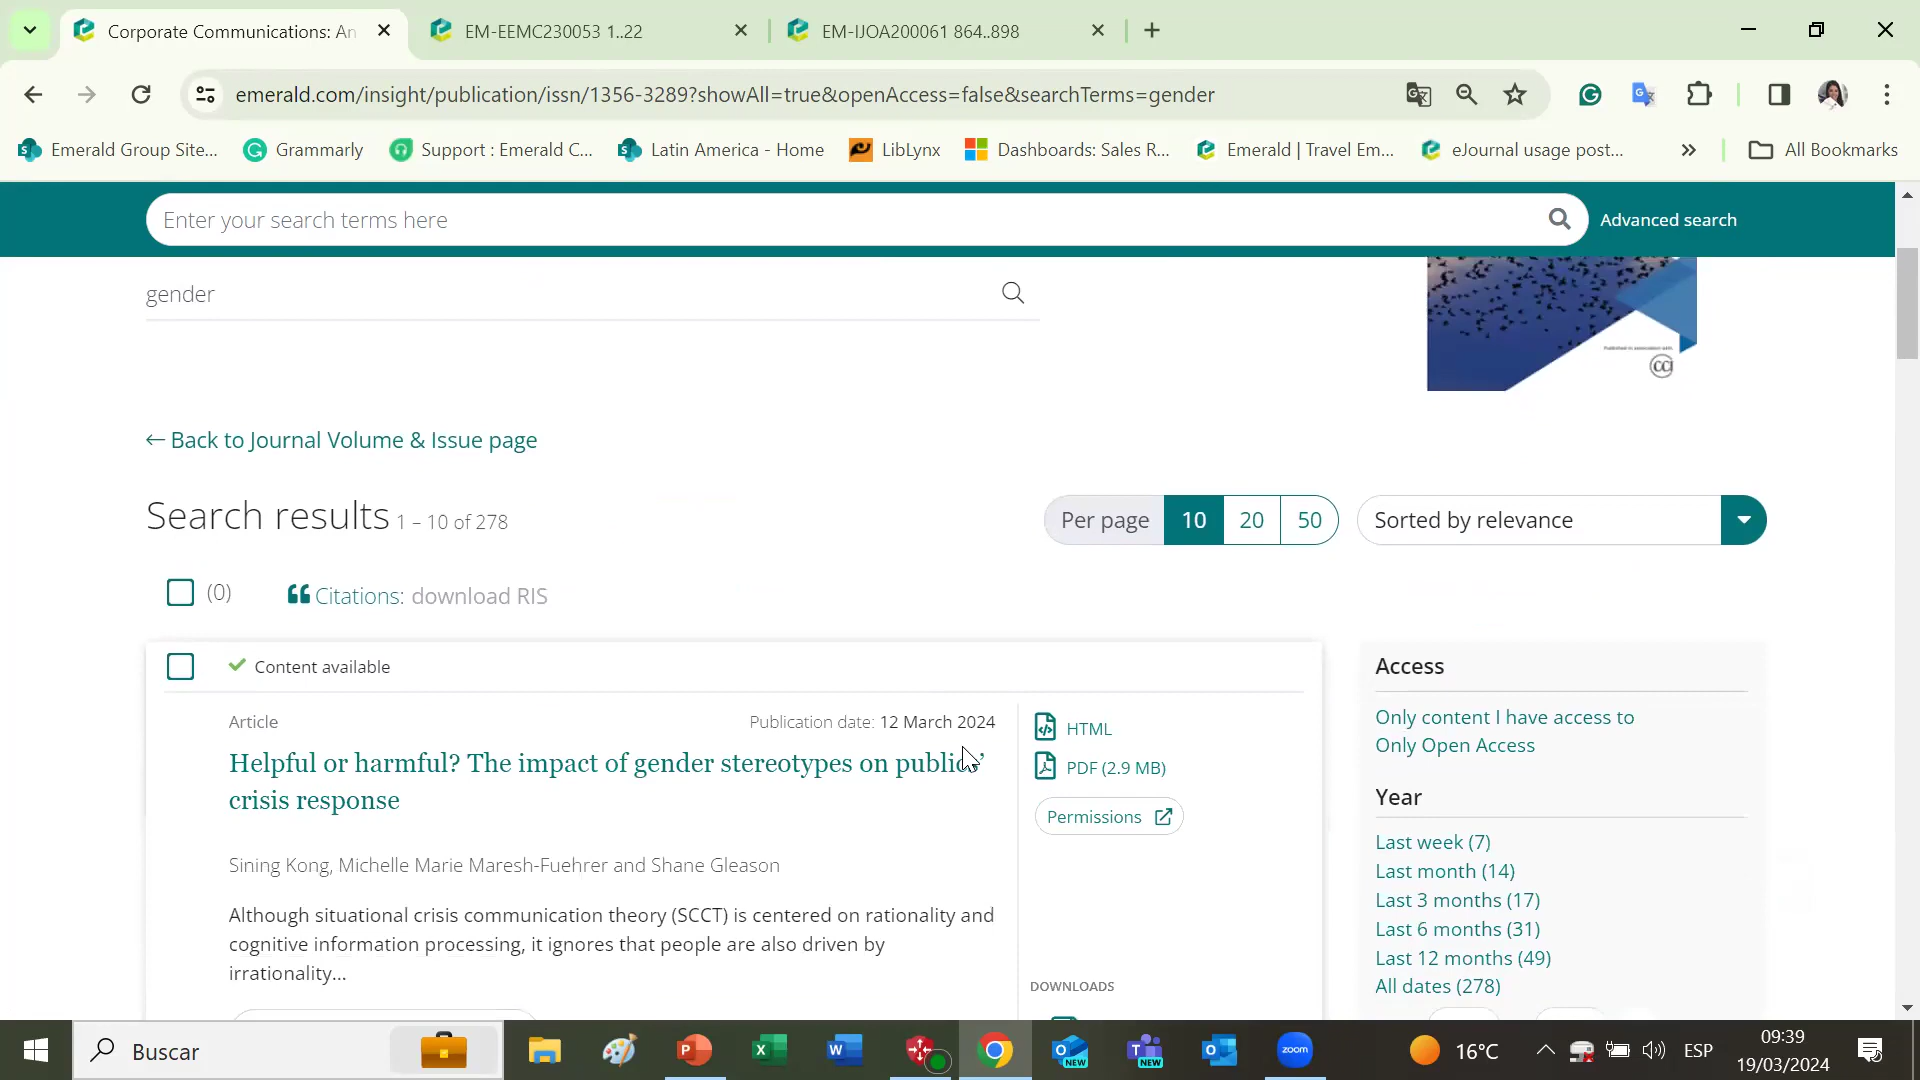 Corporate Communications: An
EM-EEMC230053 1..22
EM-IJOA200061 864..898
emerald.com/insight/publication/issn/1356-3289?showAll=true&openAccess=false&searchTerms=gender
Emerald Group Site...
Grammarly
Support : Emerald C...
Latin America - Home
LibLynx
Dashboards: Sales R...
Emerald | Travel Em...
eJournal usage post...
All Bookmarks
Enter your search terms here
Advanced search
gender
CCI
← Back to Journal Volume & Issue page
Search results 1 – 10 of 278
Per page 10 20 50
Sorted by relevance
(0)
Citations: download RIS
Content available
Article
Publication date: 12 March 2024
Helpful or harmful? The impact of gender stereotypes on publics’
crisis response
Sining Kong, Michelle Marie Maresh-Fuehrer and Shane Gleason
Although situational crisis communication theory (SCCT) is centered on rationality and
cognitive information processing, it ignores that people are also driven by
irrationality...
HTML
PDF (2.9 MB)
Permissions
DOWNLOADS
Access
Only content I have access to
Only Open Access
Year
Last week (7)
Last month (14)
Last 3 months (17)
Last 6 months (31)
Last 12 months (49)
All dates (278)
Buscar
NEW
NEW
zoom
16°C
ESP
09:39
19/03/2024